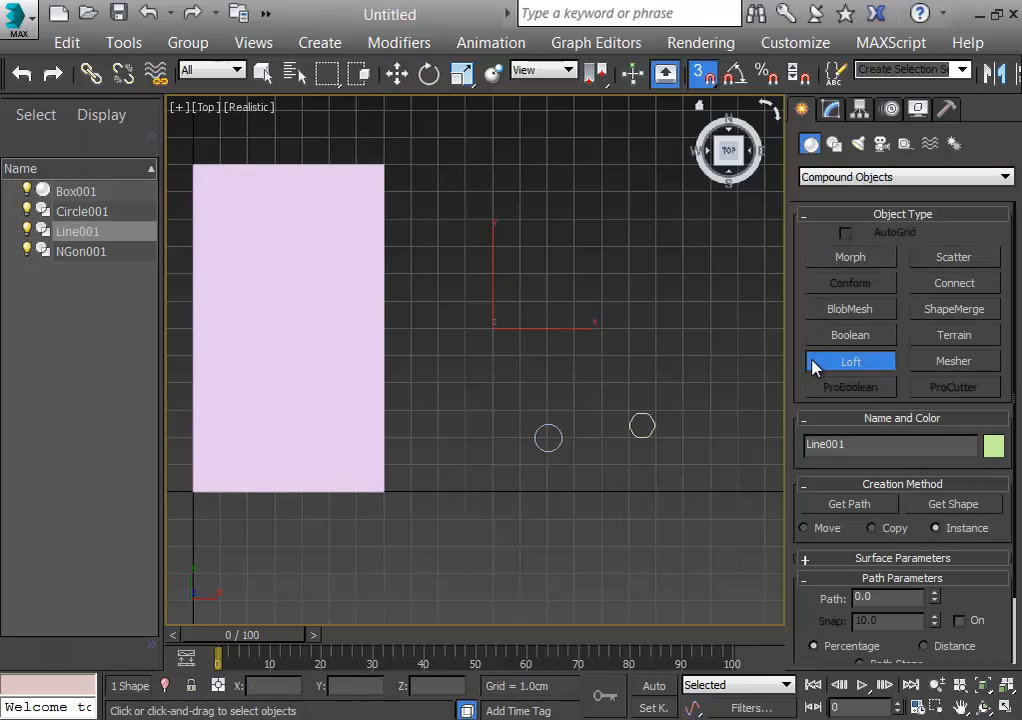 MAX
Untitled
Type a keyword or phrase
Edit Tools Group Views Create Modifiers Animation Graph Editors Rendering Customize MAXScript Help
All
View
3
Create Selection Se
Select Display
[+] [Top] [Realistic]
N
W TOP E
S
Name
Box001
Circle001
Line001
NGon001
y
z x
Compound Objects
Object Type
AutoGrid
Morph Scatter
Conform Connect
BlobMesh ShapeMerge
Boolean Terrain
Loft Mesher
ProBoolean ProCutter
Name and Color
Line001
Creation Method
Get Path Get Shape
Move Copy Instance
Surface Parameters
Path Parameters
Path: 0.0
Snap: 10.0 On
Percentage Distance
Path Steps
< 0 / 100 >
0 10 20 30 40 50 60 70 80 90 100
1 Shape X: Y: Z: Grid = 1.0cm Auto Selected
Welcome to Click or click-and-drag to select objects Add Time Tag Set K. Filters... 0